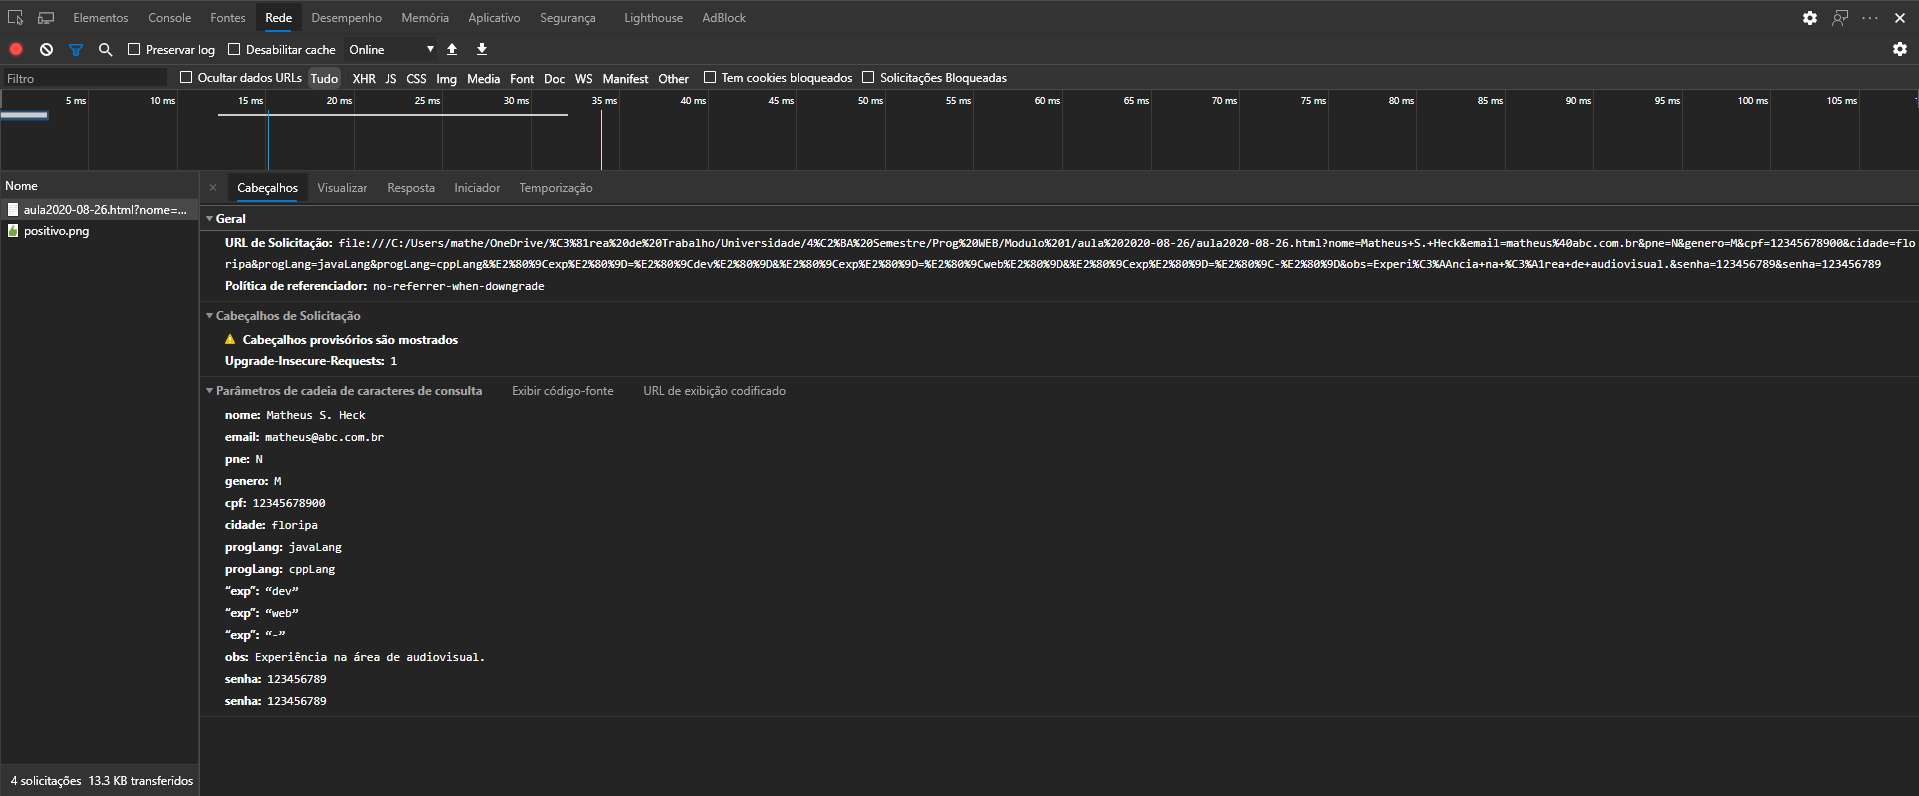 Elementos Console Fontes Rede Desempenho Memória Aplicativo Segurança Lighthouse AdBlock
Preservar log Desabilitar cache Online
Filtro Ocultar dados URLs Tudo XHR JS CSS Img Media Font Doc WS Manifest Other Tem cookies bloqueados Solicitações Bloqueadas
5 ms 10 ms 15 ms 20 ms 25 ms 30 ms 35 ms 40 ms 45 ms 50 ms 55 ms 60 ms 65 ms 70 ms 75 ms 80 ms 85 ms 90 ms 95 ms 100 ms 105 ms
Nome
aula2020-08-26.html?nome=...
positivo.png
Cabeçalhos Visualizar Resposta Iniciador Temporização
Geral
URL de Solicitação: file:///C:/Users/mathe/OneDrive/%C3%81rea%20de%20Trabalho/Universidade/4%C2%BA%20Semestre/Prog%20WEB/Modulo%201/aula%202020-08-26/aula2020-08-26.html?nome=Matheus+S.+Heck&email=matheus%40abc.com.br&pne=N&genero=M&cpf=12345678900&cidade=flo
ripa&progLang=javaLang&progLang=cppLang&%E2%80%9Cexp%E2%80%9D=%E2%80%9Cdev%E2%80%9D&%E2%80%9Cexp%E2%80%9D=%E2%80%9Cweb%E2%80%9D&%E2%80%9Cexp%E2%80%9D=%E2%80%9C-%E2%80%9D&obs=Experi%C3%AAncia+na+%C3%A1rea+de+audiovisual.&senha=123456789&senha=123456789
Política de referenciador: no-referrer-when-downgrade
Cabeçalhos de Solicitação
Cabeçalhos provisórios são mostrados
Upgrade-Insecure-Requests: 1
Parâmetros de cadeia de caracteres de consulta Exibir código-fonte URL de exibição codificado
nome: Matheus S. Heck
email: matheus@abc.com.br
pne: N
genero: M
cpf: 12345678900
cidade: floripa
progLang: javaLang
progLang: cppLang
“exp”: “dev”
“exp”: “web”
“exp”: “-”
obs: Experiência na área de audiovisual.
senha: 123456789
senha: 123456789
4 solicitações 13.3 KB transferidos